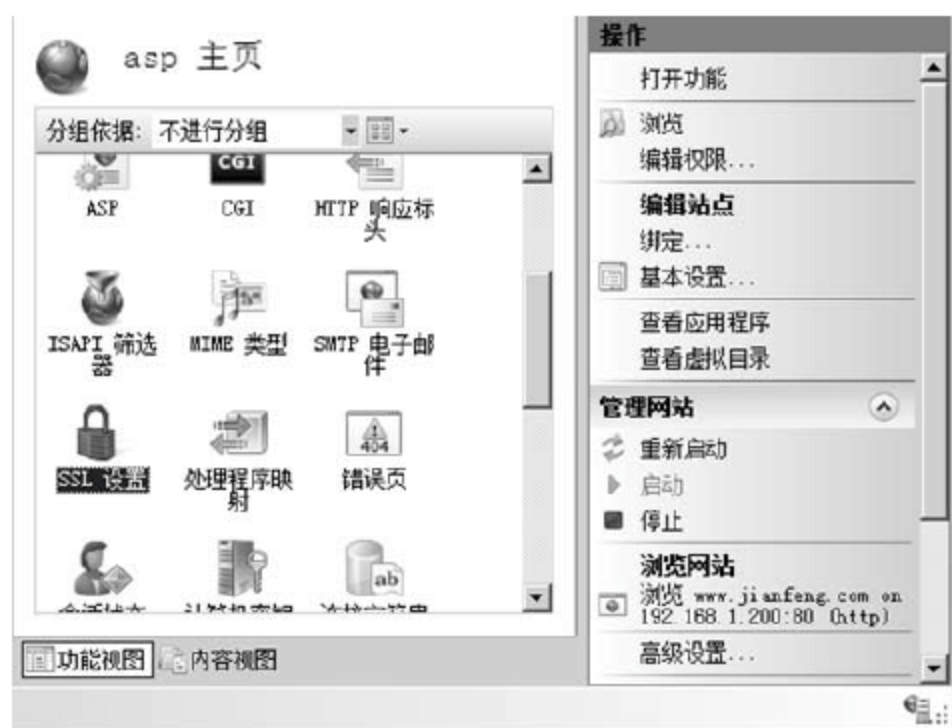 asp 主页
分组依据: 不进行分组
ASP
CGI
HTTP 响应标
头
ISAPI 筛选
器
MIME 类型
SMTP 电子邮
件
SSL 设置
处理程序映
射
错误页
功能视图
内容视图
操作
打开功能
浏览
编辑权限...
编辑站点
绑定...
基本设置...
查看应用程序
查看虚拟目录
管理网站
重新启动
启动
停止
浏览网站
浏览 www.jianfeng.com on
192.168.1.200:80 (http)
高级设置...